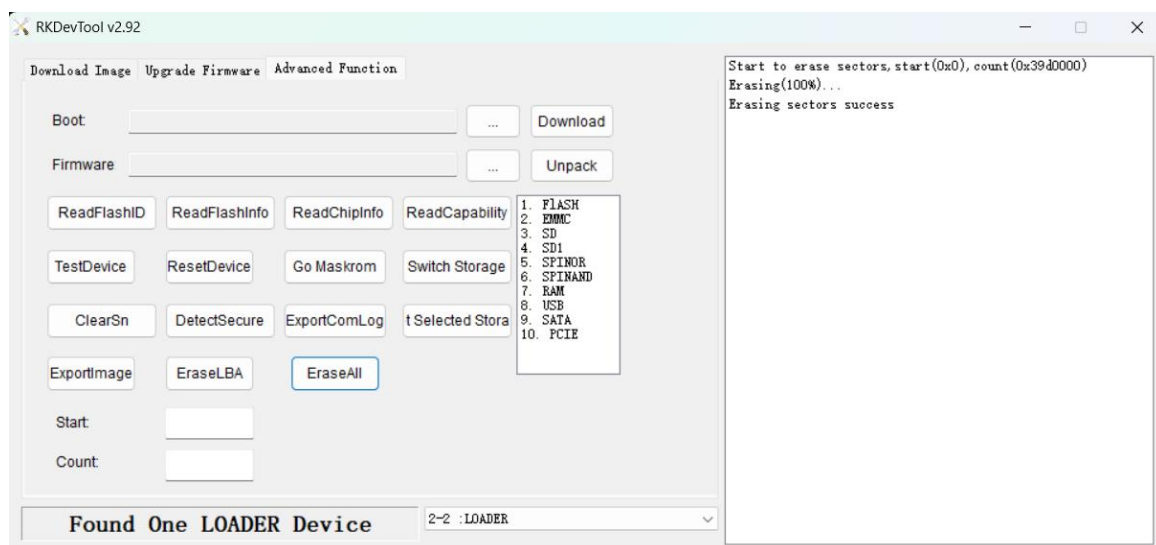 RKDevTool v2.92
Download Image Upgrade Firmware Advanced Function
Boot:
... Download
Firmware
... Unpack
ReadFlashID ReadFlashInfo ReadChipInfo ReadCapability
TestDevice ResetDevice Go Maskrom Switch Storage
ClearSn DetectSecure ExportComLog t Selected Stora
ExportImage EraseLBA EraseAll
1. FlASH
2. EMMC
3. SD
4. SD1
5. SPINOR
6. SPINAND
7. RAM
8. USB
9. SATA
10. PCIE
Start:
Count:
Found One LOADER Device
2-2 :LOADER
Start to erase sectors,start(0x0),count(0x39d0000)
Erasing(100%)...
Erasing sectors success